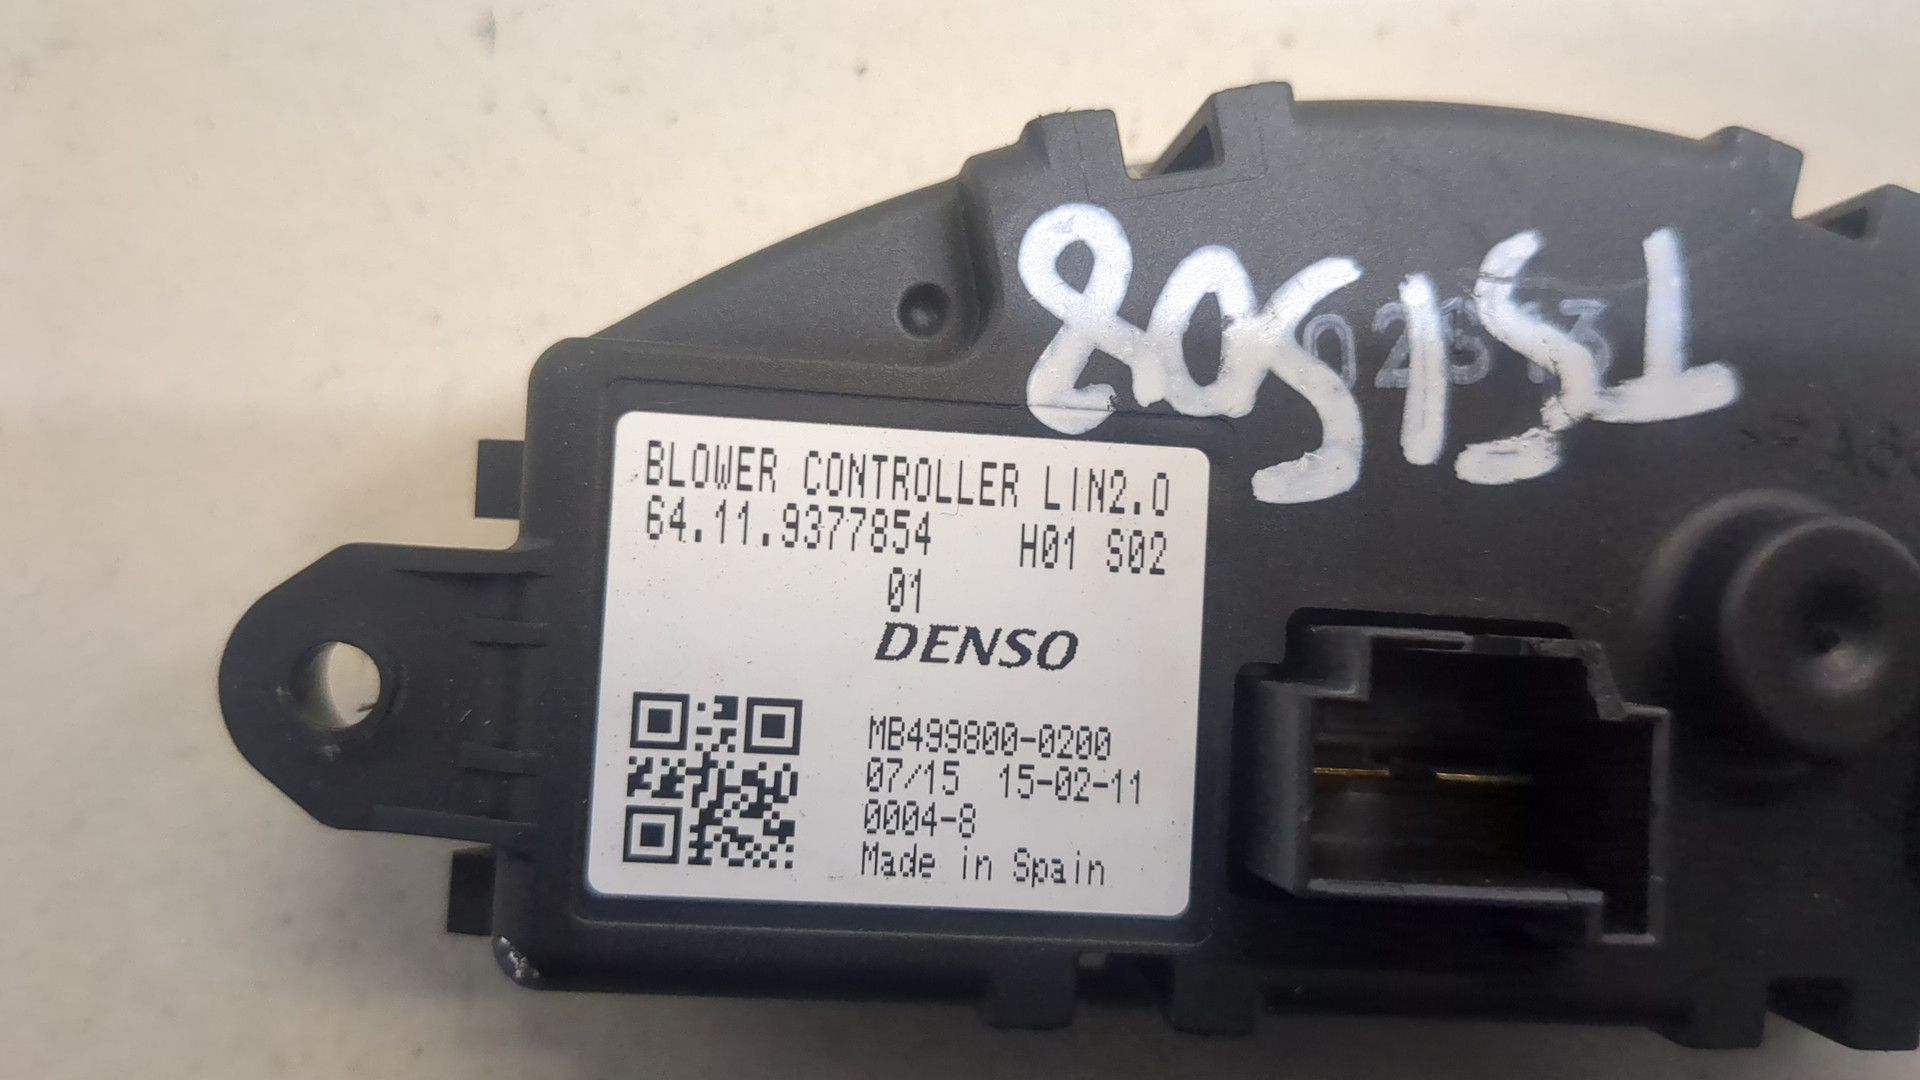 T51508
BLOWER CONTROLLER LIN2.0
64.11.9377854 H01 S02
01
DENSO
MB499800-0200
07/15 15-02-11
0004-8
Made in Spain